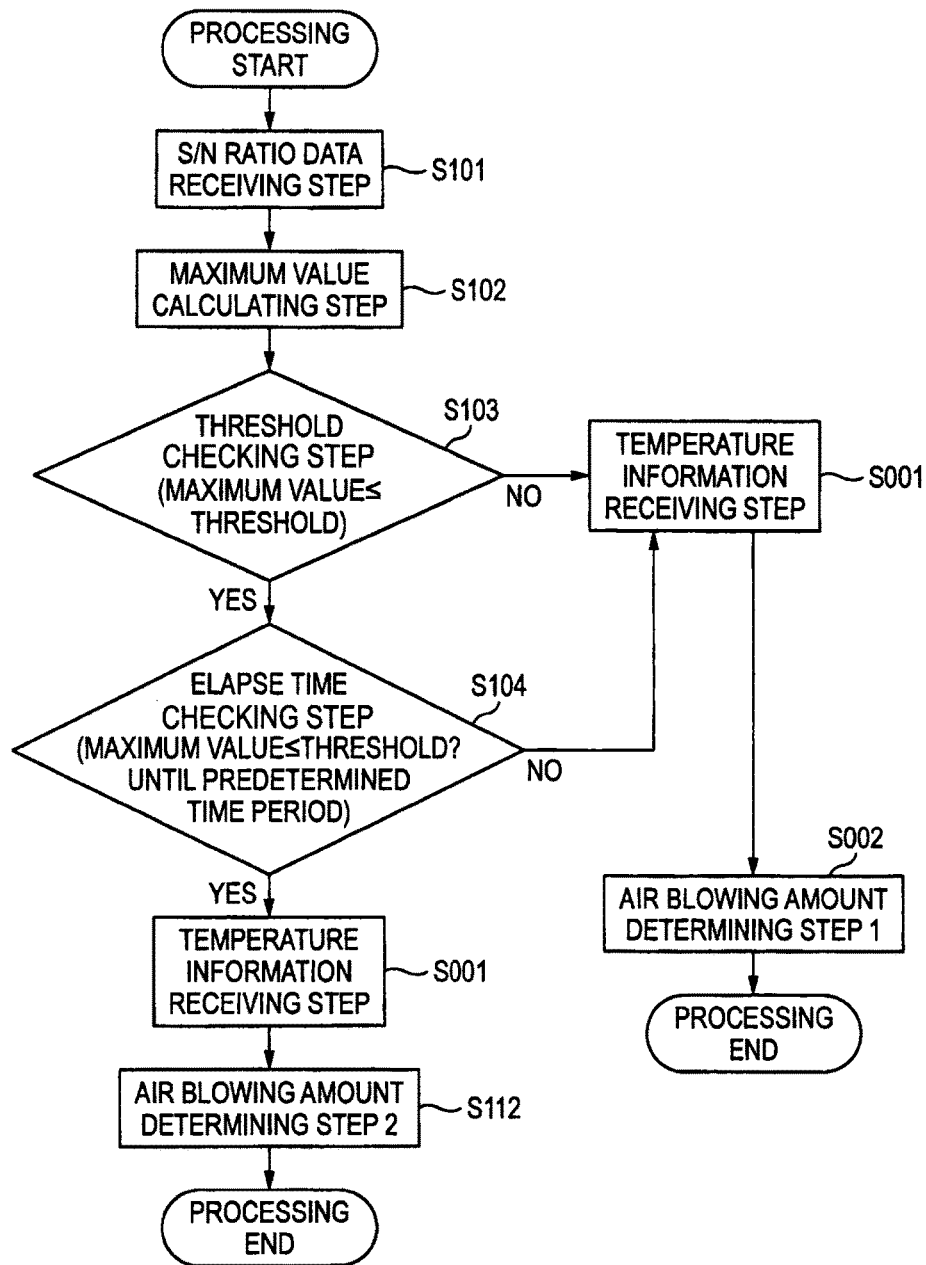 PROCESSING
START
S/N RATIO DATA
RECEIVING STEP
S101
MAXIMUM VALUE
CALCULATING STEP
S102
THRESHOLD
CHECKING STEP
(MAXIMUM VALUE≤
THRESHOLD)
S103
NO
YES
TEMPERATURE
INFORMATION
RECEIVING STEP
S001
ELAPSE TIME
CHECKING STEP
(MAXIMUM VALUE≤THRESHOLD?
UNTIL PREDETERMINED
TIME PERIOD)
S104
NO
YES
S002
AIR BLOWING AMOUNT
DETERMINING STEP 1
PROCESSING
END
TEMPERATURE
INFORMATION
RECEIVING STEP
S001
AIR BLOWING AMOUNT
DETERMINING STEP 2
S112
PROCESSING
END